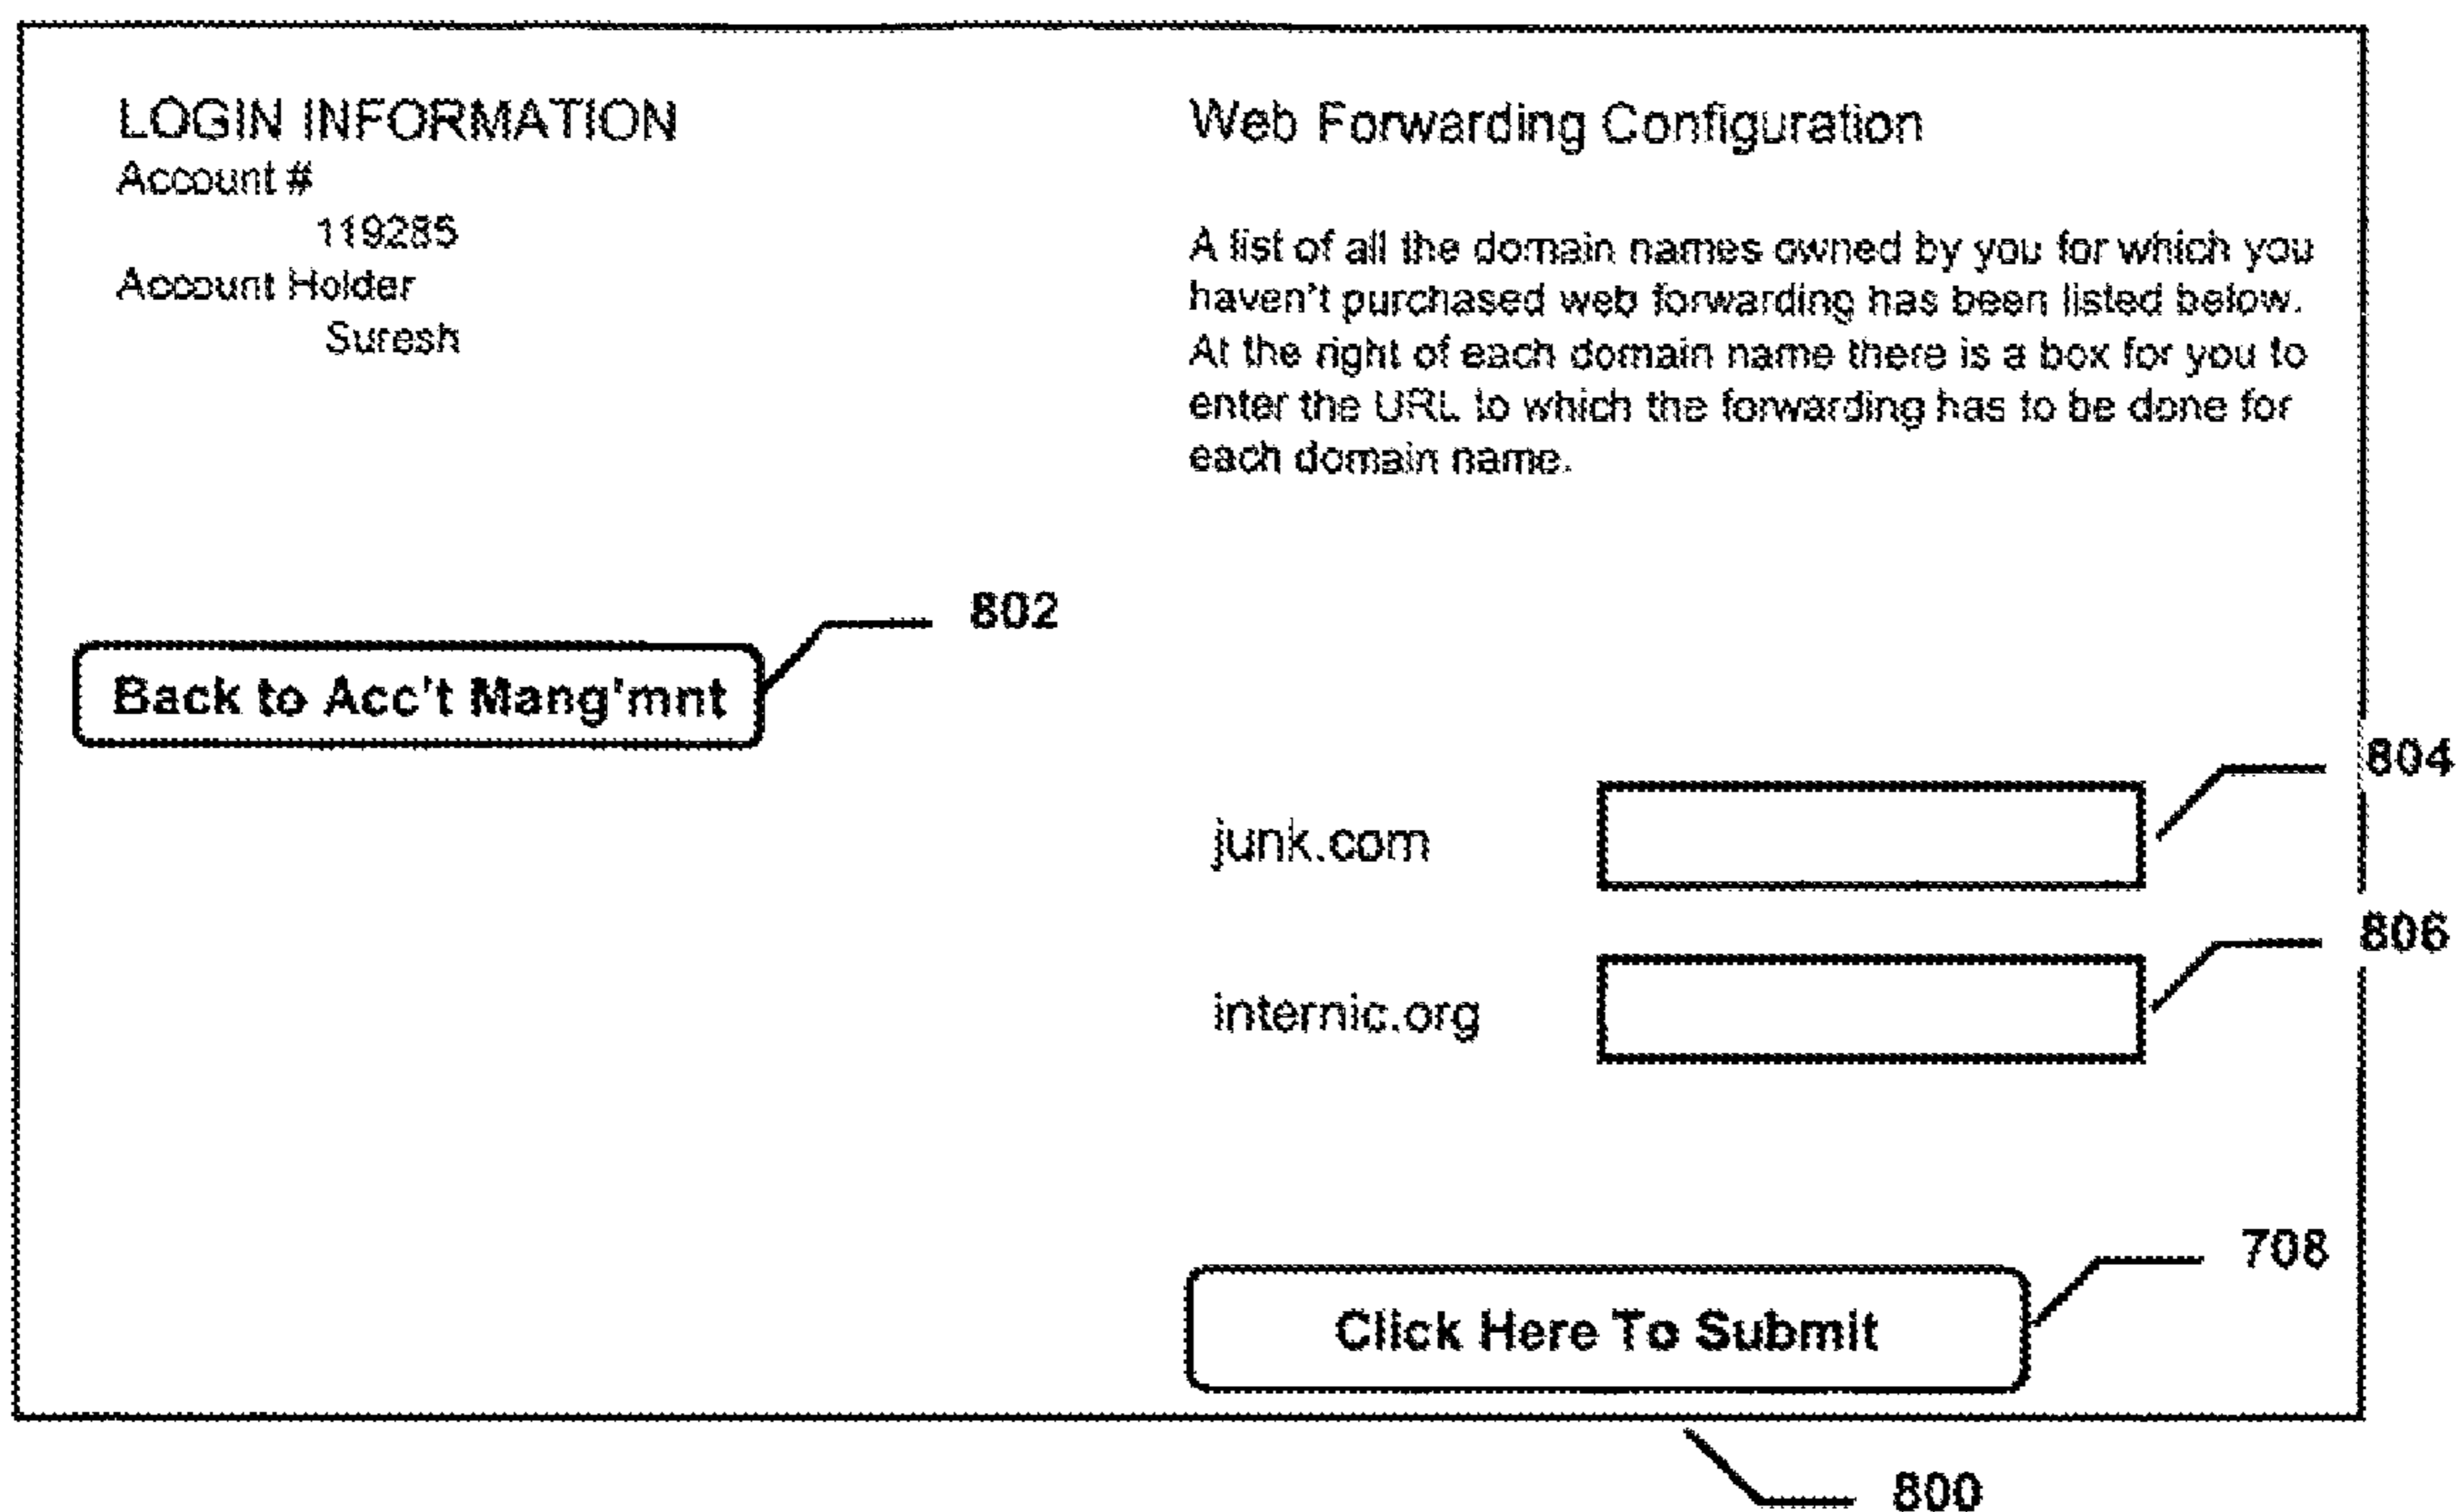 LOGIN INFORMATION
Account #
119285
Account Holder
Suresh
Back to Acc't Mang'mnt
802
Web Forwarding Configuration
A list of all the domain names owned by you for which you
haven't purchased web forwarding has been listed below.
At the right of each domain name there is a box for you to
enter the URL to which the forwarding has to be done for
each domain name.
junk.com
804
internic.org
806
Click Here To Submit
708
800